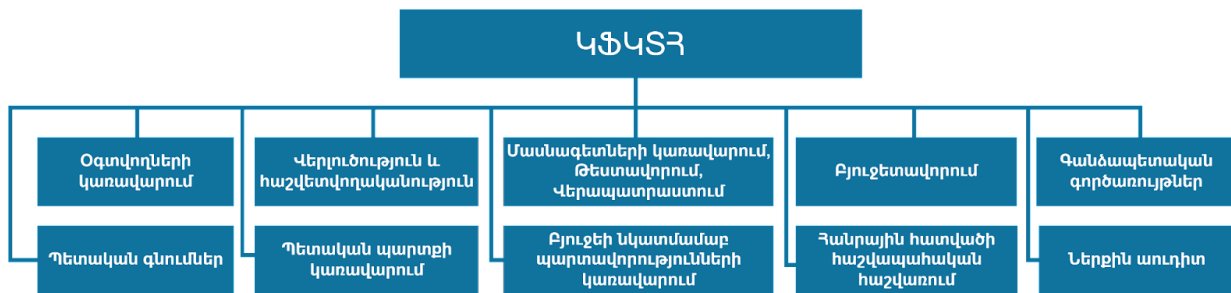 ԿՖԿՏՀ
Օգտվողների
կառավարում
Վերլուծություն և
հաշվետվողականություն
Մասնագետների կառավարում,
Թեստավորում,
Վերապատրաստում
Բյուջետավորում
Գանձապետական
գործառույթներ
Պետական գնումներ
Պետական պարտքի
կառավարում
Բյուջեի նկատմամաբ
պարտավորությունների
կառավարում
Հանրային հատվածի
հաշվապահական
հաշվառում
Ներքին աուդիտ